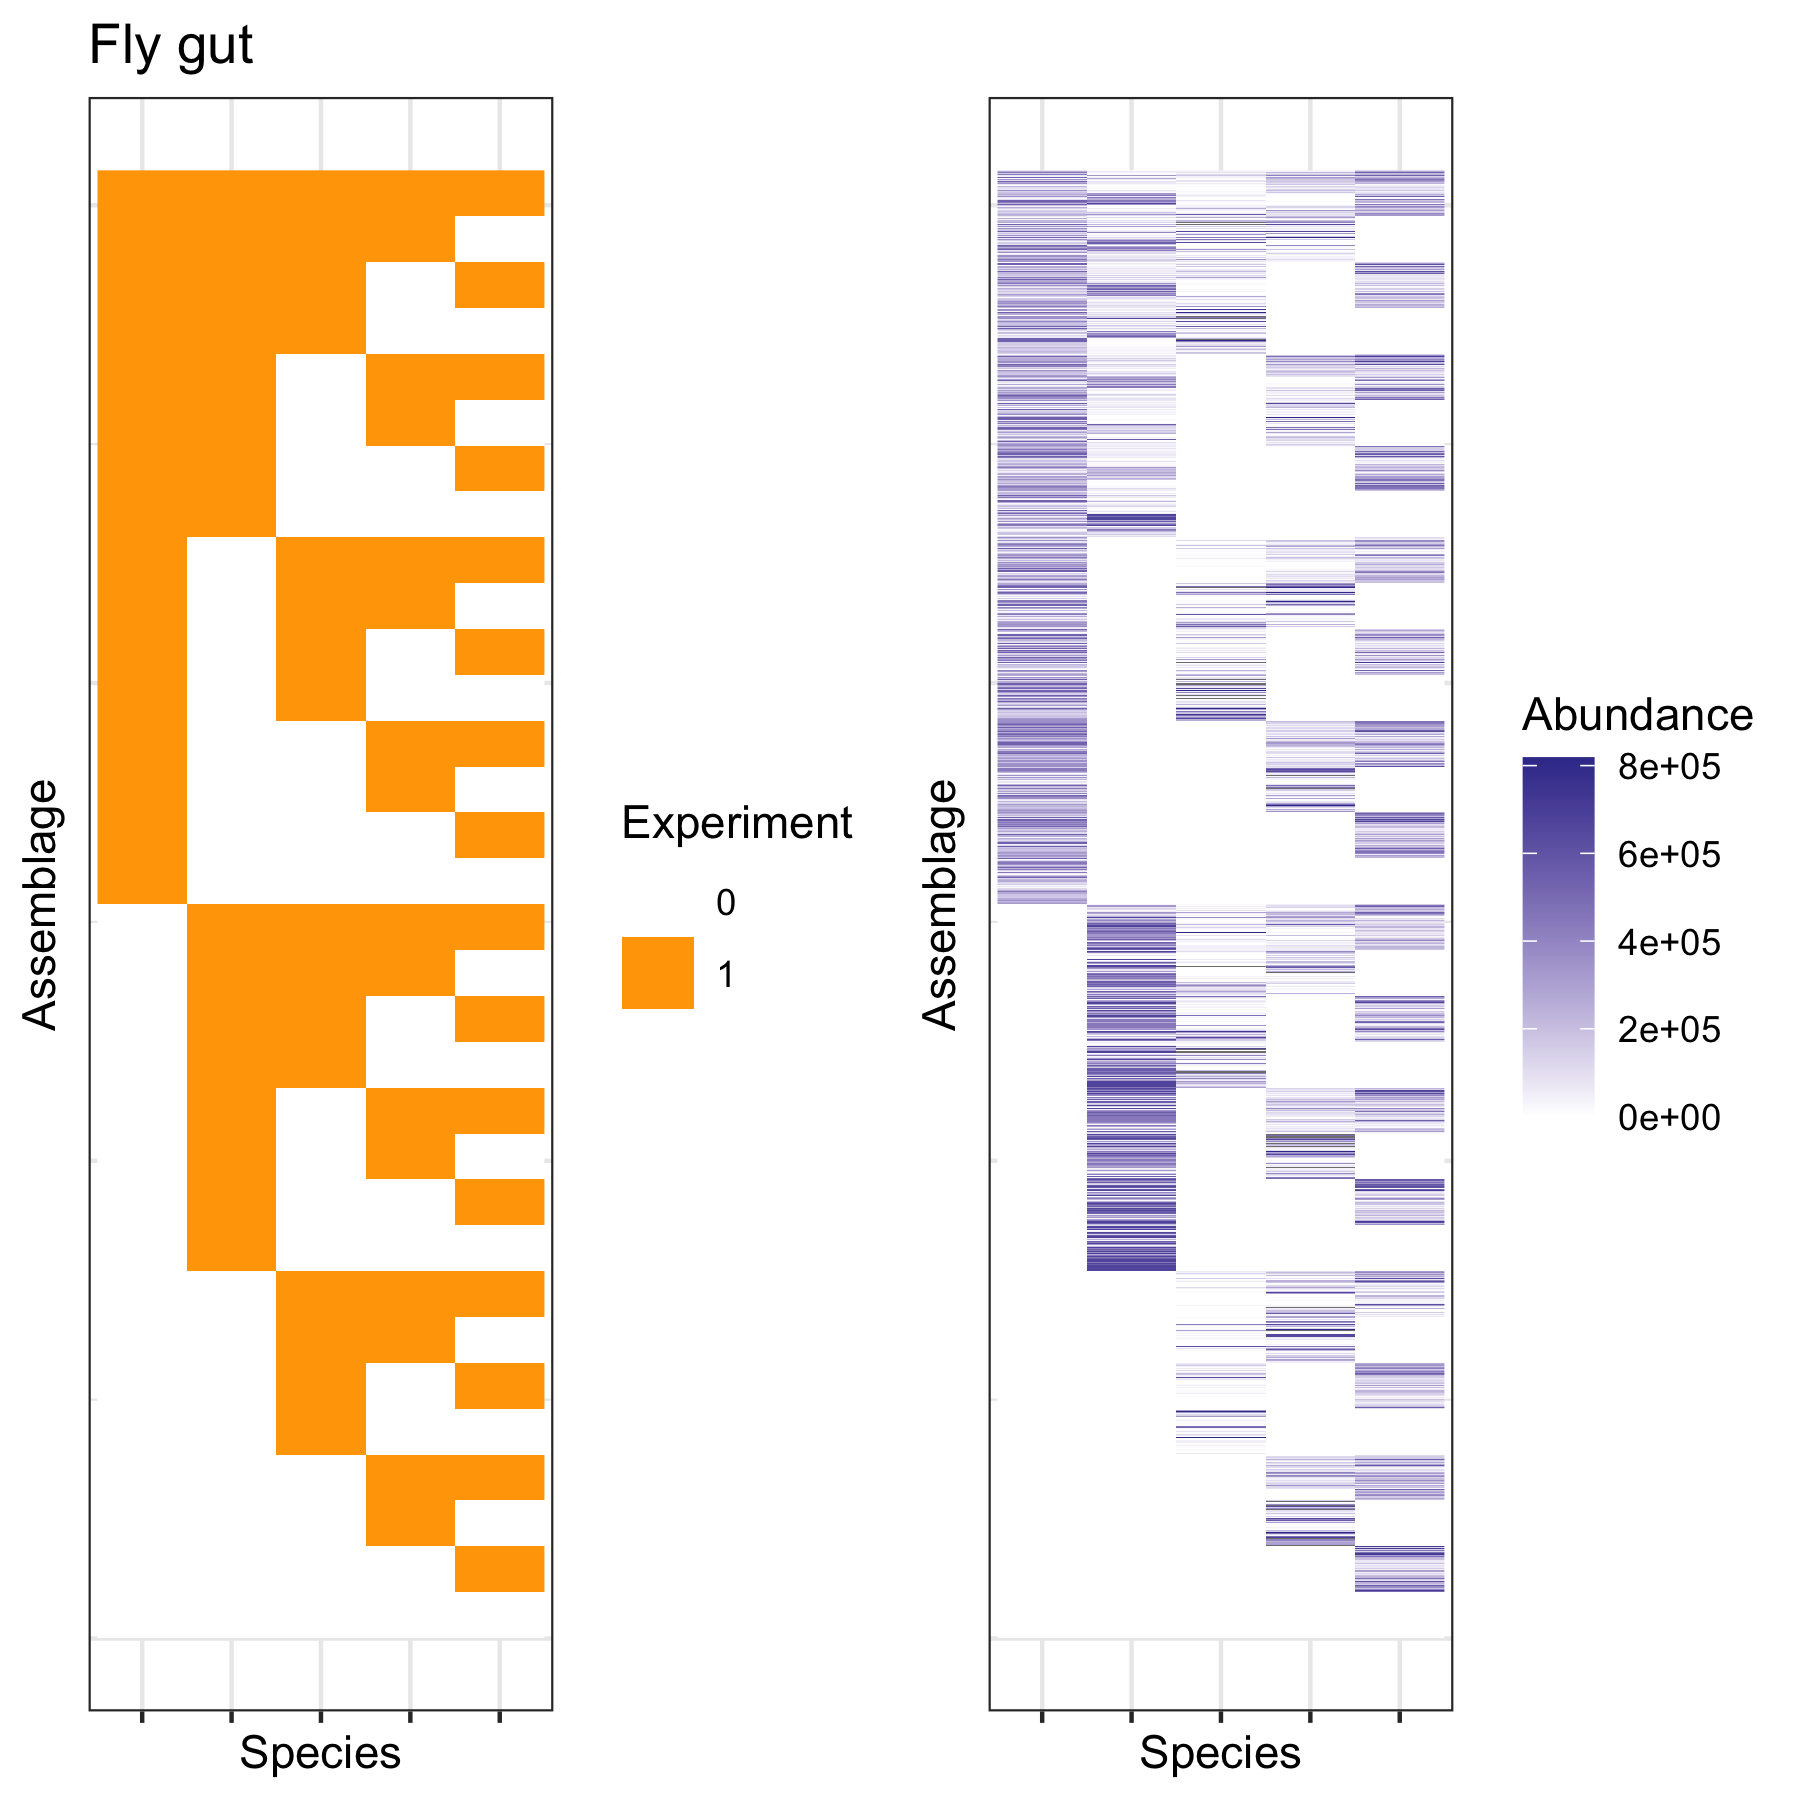 Fly gut
Assemblage
Species
Experiment
0
1
Assemblage
Species
Abundance
8e+05
6e+05
4e+05
2e+05
0e+00